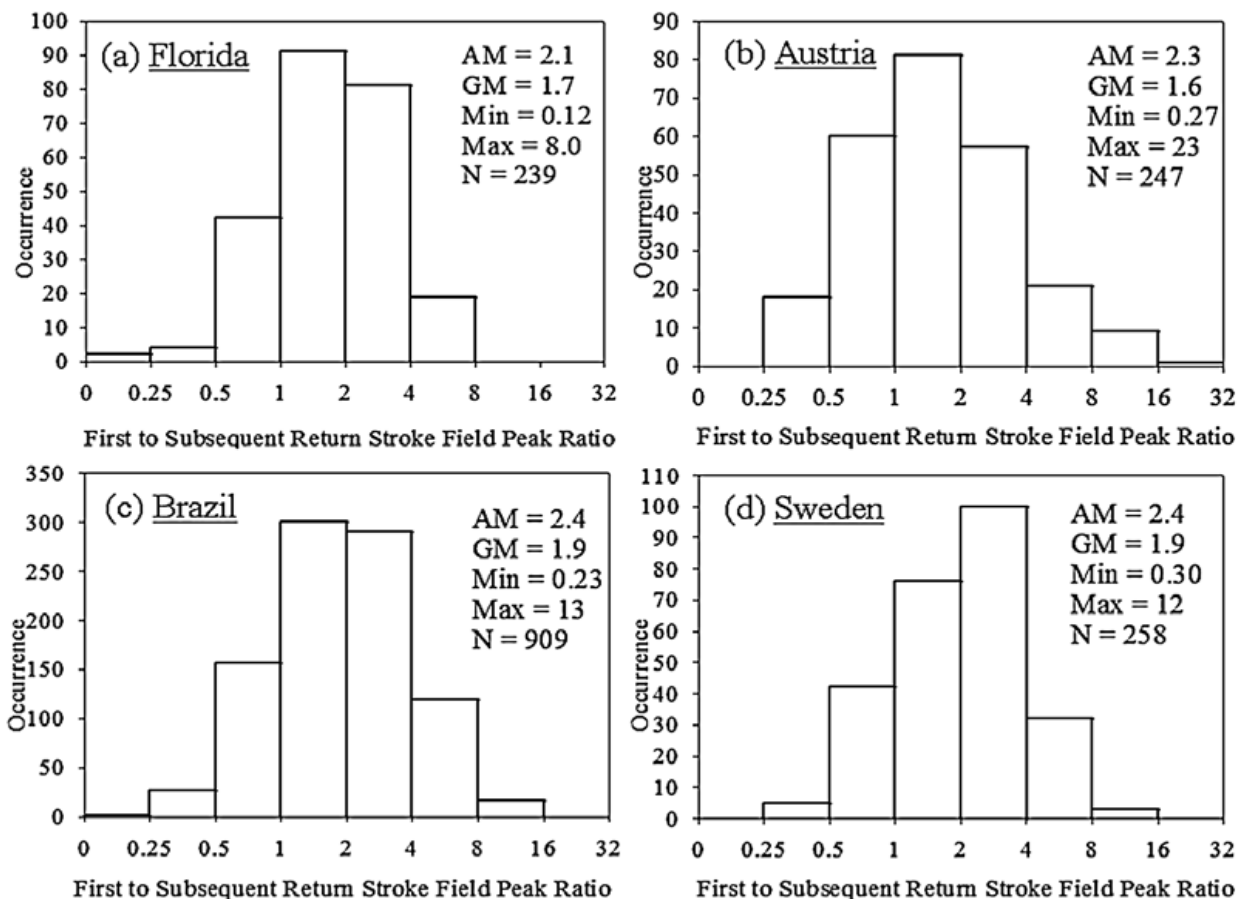 (a) Florida
AM = 2.1
GM = 1.7
Min = 0.12
Max = 8.0
N = 239
Occurrence
100
90
80
70
60
50
40
30
20
10
0
0 0.25 0.5 1 2 4 8 16 32
First to Subsequent Return Stroke Field Peak Ratio
(b) Austria
AM = 2.3
GM = 1.6
Min = 0.27
Max = 23
N = 247
Occurrence
90
80
70
60
50
40
30
20
10
0
0 0.25 0.5 1 2 4 8 16 32
First to Subsequent Return Stroke Field Peak Ratio
(c) Brazil
AM = 2.4
GM = 1.9
Min = 0.23
Max = 13
N = 909
Occurrence
350
300
250
200
150
100
50
0
0 0.25 0.5 1 2 4 8 16 32
First to Subsequent Return Stroke Field Peak Ratio
(d) Sweden
AM = 2.4
GM = 1.9
Min = 0.30
Max = 12
N = 258
Occurrence
110
100
90
80
70
60
50
40
30
20
10
0
0 0.25 0.5 1 2 4 8 16 32
First to Subsequent Return Stroke Field Peak Ratio